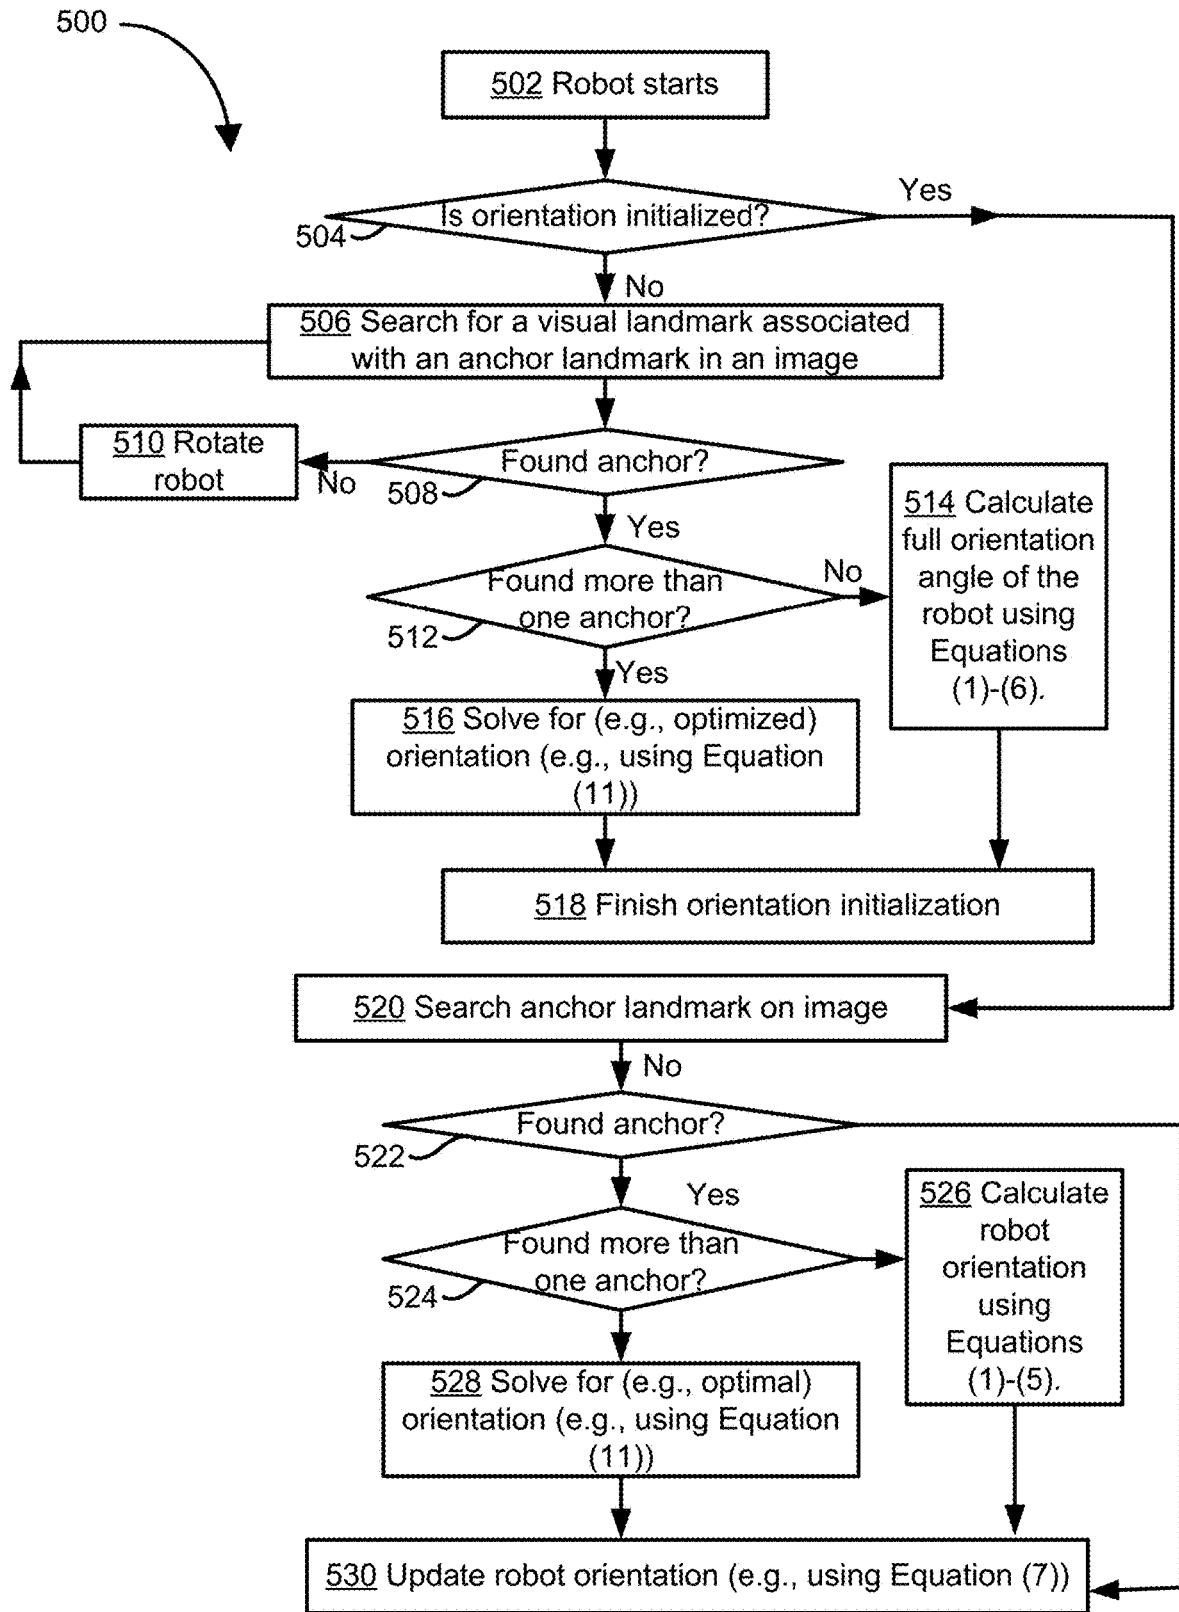 500
502 Robot starts
Is orientation initialized?
Yes
504
No
506 Search for a visual landmark associated
with an anchor landmark in an image
510 Rotate
robot
No
Found anchor?
508
Yes
Found more than
one anchor?
No
512
514 Calculate
full orientation
angle of the
robot using
Equations
(1)-(6).
Yes
516 Solve for (e.g., optimized)
orientation (e.g., using Equation
(11))
518 Finish orientation initialization
520 Search anchor landmark on image
No
Found anchor?
522
Yes
Found more than
one anchor?
524
526 Calculate
robot
orientation
using
Equations
(1)-(5).
528 Solve for (e.g., optimal)
orientation (e.g., using Equation
(11))
530 Update robot orientation (e.g., using Equation (7))